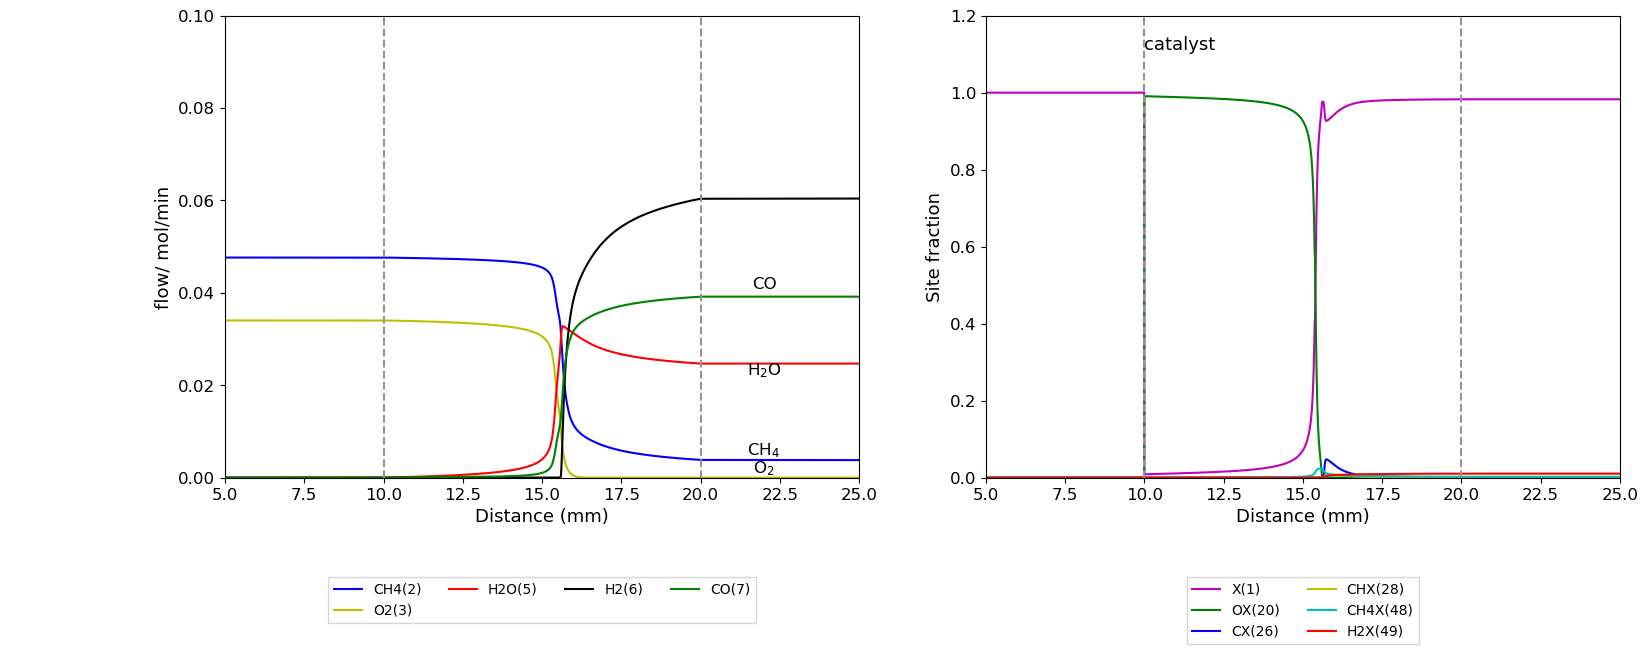 0.10
0.08
0.06
0.04
0.02
0.00
flow/ mol/min
CO
H₂O
CH₄
O₂
5.0 7.5 10.0 12.5 15.0 17.5 20.0 22.5 25.0
Distance (mm)
CH4(2) H2O(5) H2(6) CO(7)
O2(3)
1.2
1.0
0.8
0.6
0.4
0.2
0.0
Site fraction
catalyst
5.0 7.5 10.0 12.5 15.0 17.5 20.0 22.5 25.0
Distance (mm)
X(1) CHX(28)
OX(20) CH4X(48)
CX(26) H2X(49)